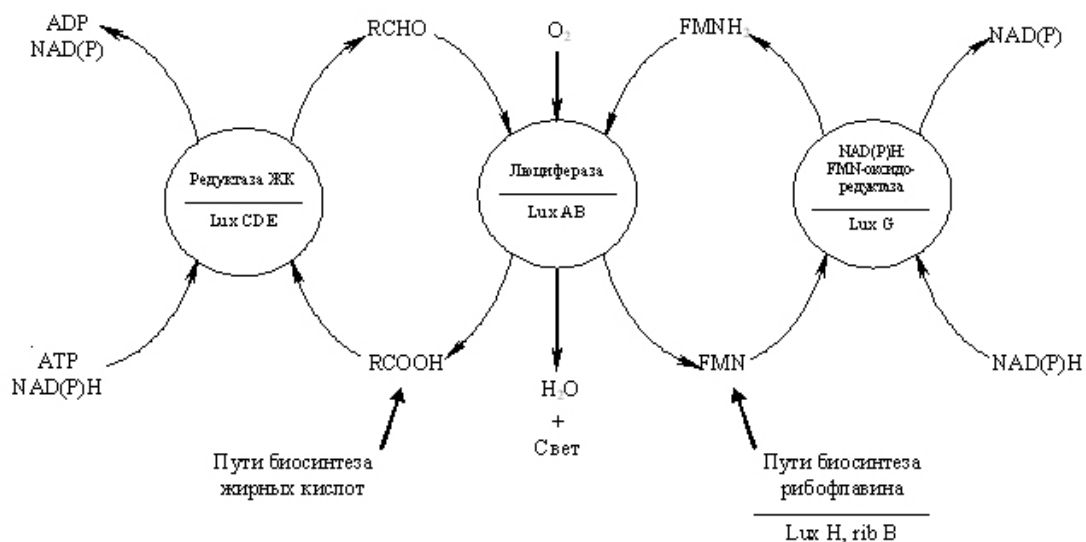 ADP
NAD(P)
RCHO
O₂
FMNH₂
NAD(P)
Редуктаза ЖК
Lux CDE
Люцифераза
Lux AB
NAD(P)H:
FMN-оксидо-
редуктаза
Lux G
ATP
NAD(P)H
RCOOH
H₂O
+
Свет
FMN
NAD(P)H
Пути биосинтеза
жирных кислот
Пути биосинтеза
рибофлавина
Lux H, rib B